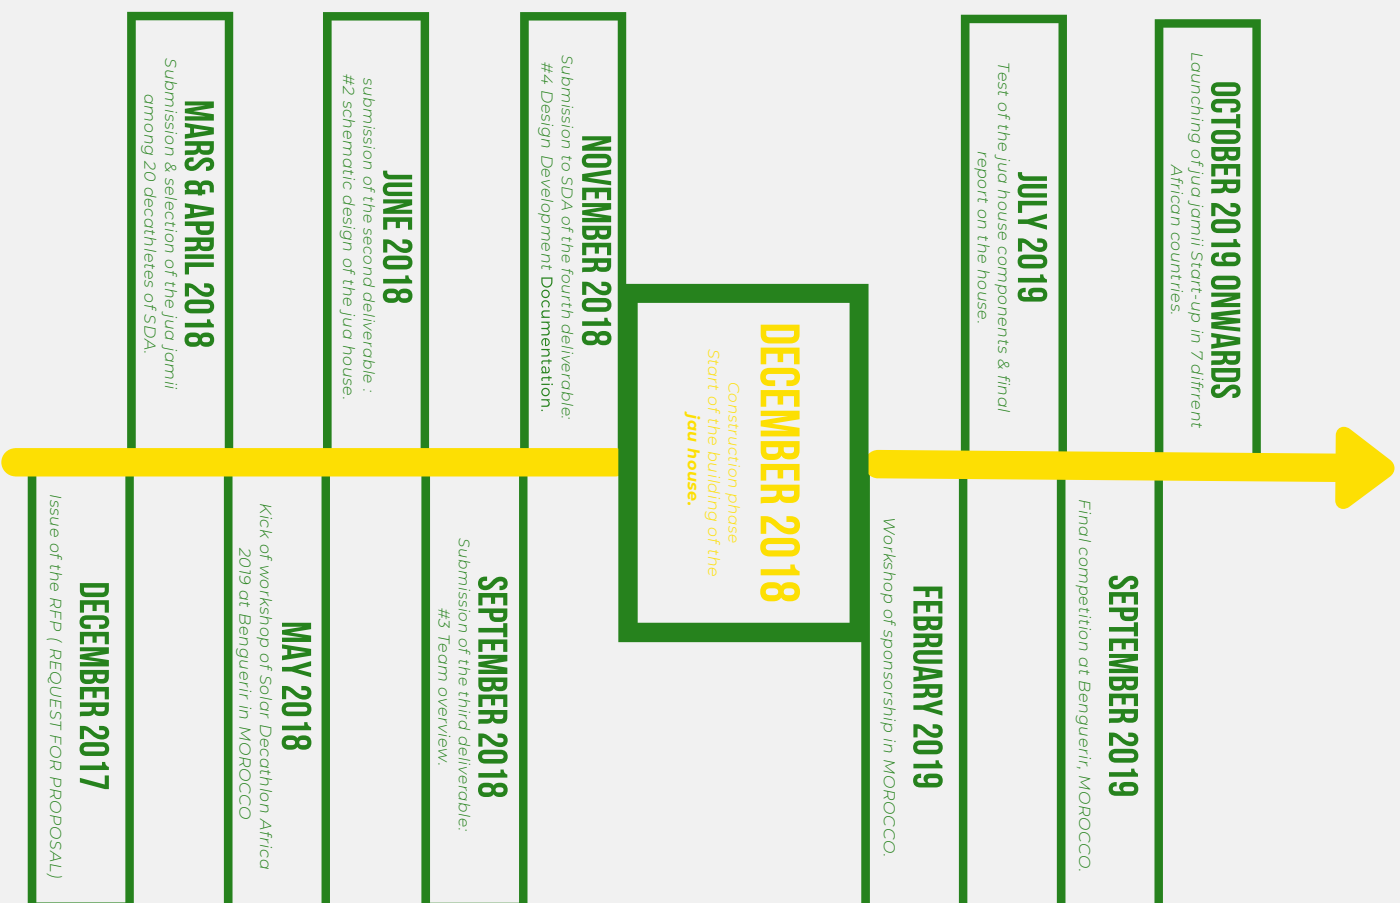 DECEMBER 2017
Issue of the RFP ( REQUEST FOR PROPOSAL)
MARS & APRIL 2018
Submission & selection of the jua jamii
among 20 decathletes of SDA.
MAY 2018
Kick of workshop of Solar Decathlon Africa
2019 at Benguerir in MOROCCO
JUNE 2018
submission of the second deliverable :
#2 schematic design of the jua house.
SEPTEMBER 2018
Submission of the third deliverable:
#3 Team overview.
NOVEMBER 2018
Submission to SDA of the fourth deliverable:
#4 Design Development Documentation.
DECEMBER 2018
Construction phase
Start of the building of the
jau house.
FEBRUARY 2019
Workshop of sponsorship in MOROCCO.
JULY 2019
Test of the jua house components & final
report on the house.
SEPTEMBER 2019
Final competition at Benguerir, MOROCCO.
OCTOBER 2019 ONWARDS
Launching of jua jamii Start-up in 7 diffrent
African countries.